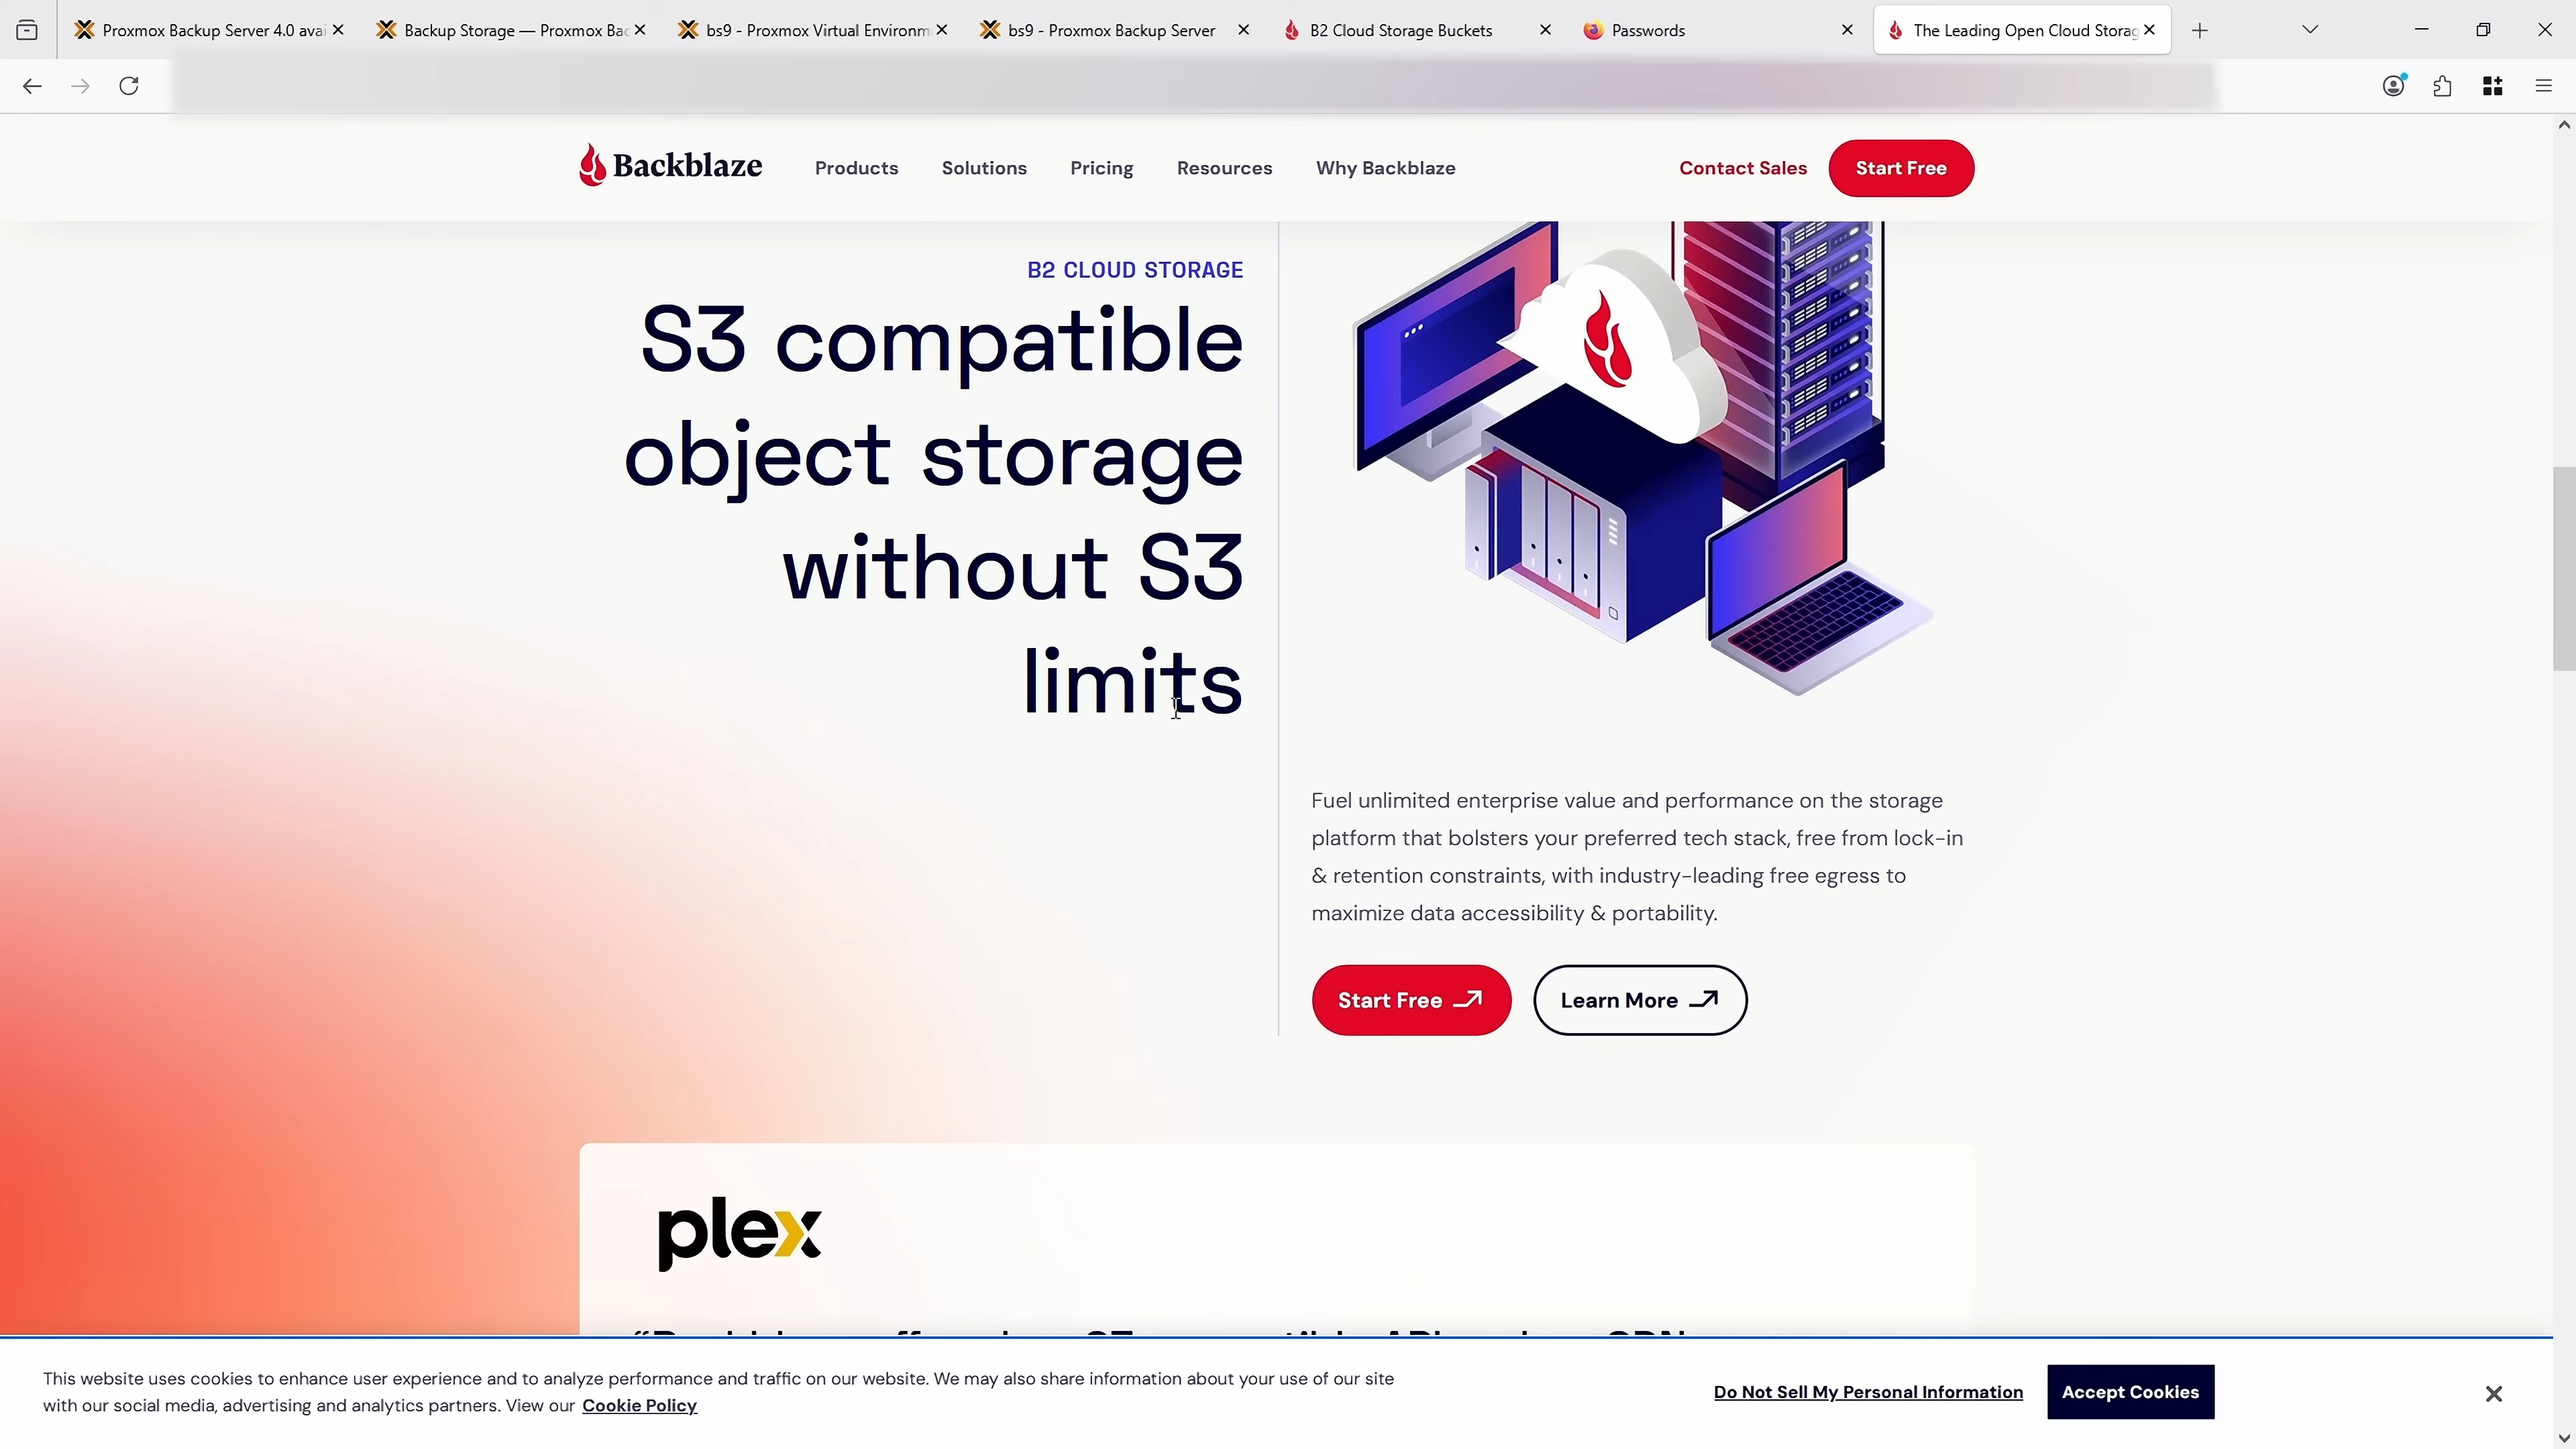 Proxmox Backup Server 4.0 avai
Backup Storage — Proxmox Bac
bs9 - Proxmox Virtual Environm
bs9 - Proxmox Backup Server
B2 Cloud Storage Buckets
Passwords
The Leading Open Cloud Storag
Backblaze
Products
Solutions
Pricing
Resources
Why Backblaze
Contact Sales
Start Free
B2 CLOUD STORAGE
S3 compatible
object storage
without S3
limits
Fuel unlimited enterprise value and performance on the storage
platform that bolsters your preferred tech stack, free from lock-in
& retention constraints, with industry-leading free egress to
maximize data accessibility & portability.
Start Free
Learn More
plex
This website uses cookies to enhance user experience and to analyze performance and traffic on our website. We may also share information about your use of our site
with our social media, advertising and analytics partners. View our Cookie Policy
Do Not Sell My Personal Information
Accept Cookies